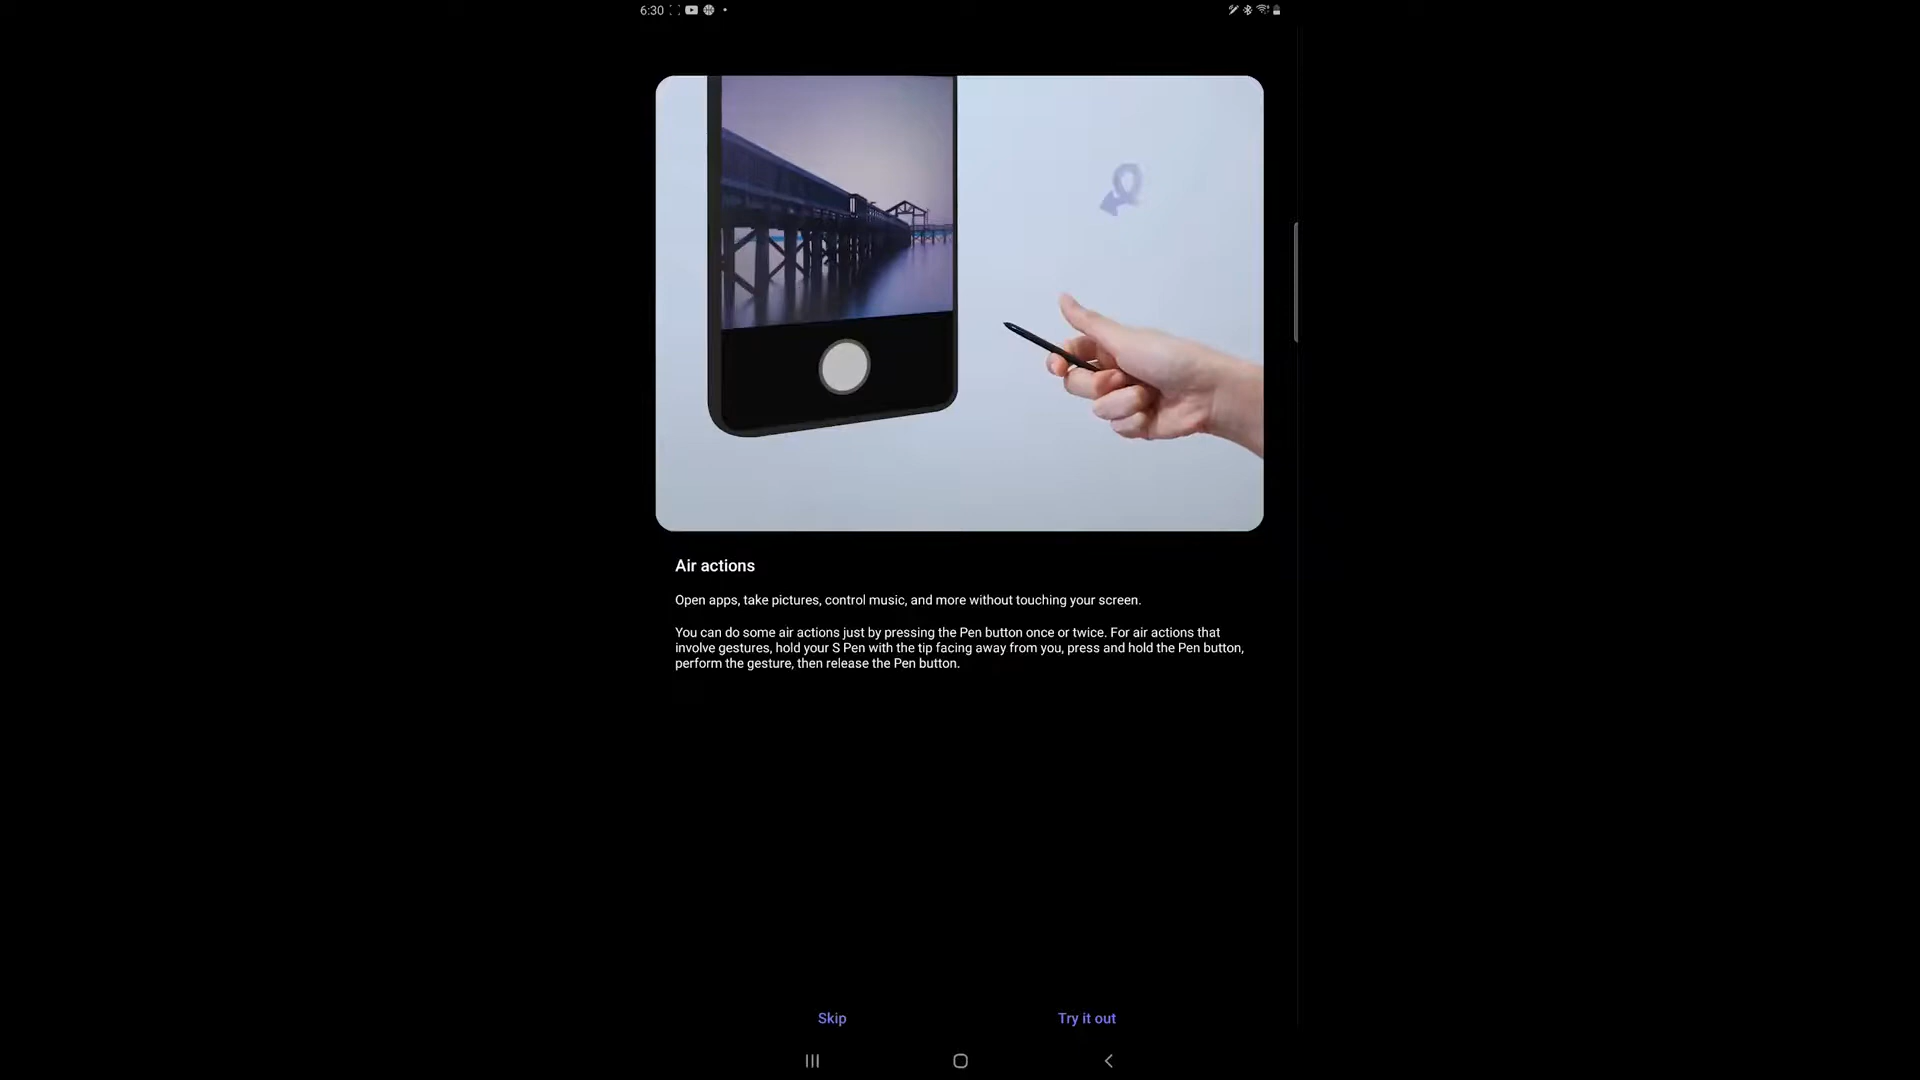 6:30
Air actions
Open apps, take pictures, control music, and more without touching your screen.
You can do some air actions just by pressing the Pen button once or twice. For air actions that
involve gestures, hold your S Pen with the tip facing away from you, press and hold the Pen button,
perform the gesture, then release the Pen button.
Skip
Try it out